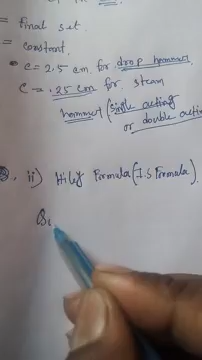 = final set.
= constant.
c = 2.5 cm for drop hammer
c = .25 cm for steam
hammer (single acting
or double acti
ii) Hiley Formula (I.S Formula)
Qu